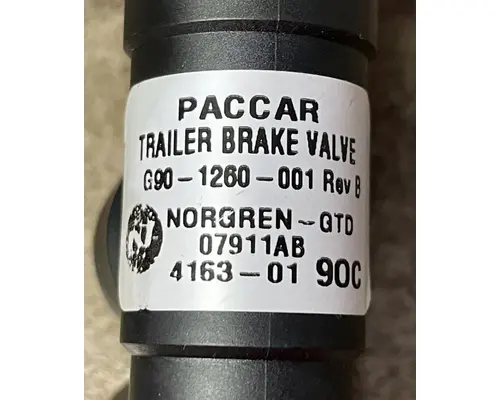 PACCAR
TRAILER BRAKE VALVE
G90-1260-001 Rev B
NORGREN-GTD
07911AB
4163-01 90C